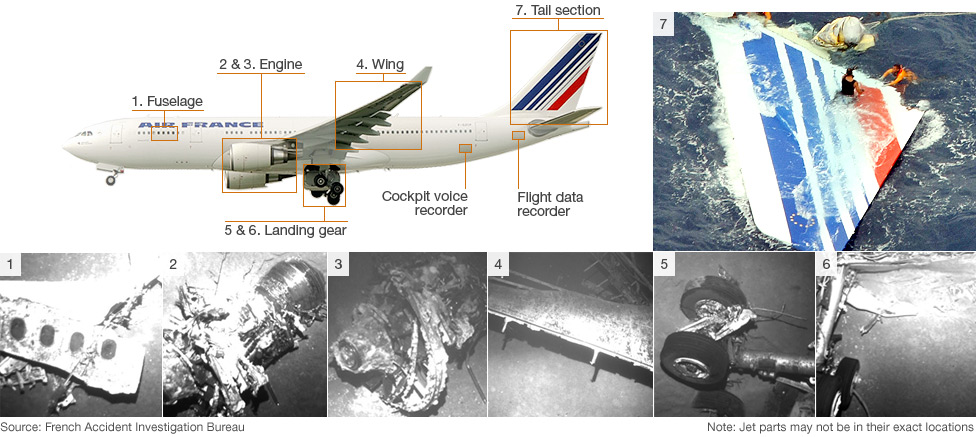 7. Tail section
7
2 & 3. Engine
4. Wing
1. Fuselage
AIR FRANCE
Cockpit voice
recorder
Flight data
recorder
5 & 6. Landing gear
1
2
3
4
5
6
Source: French Accident Investigation Bureau
Note: Jet parts may not be in their exact locations